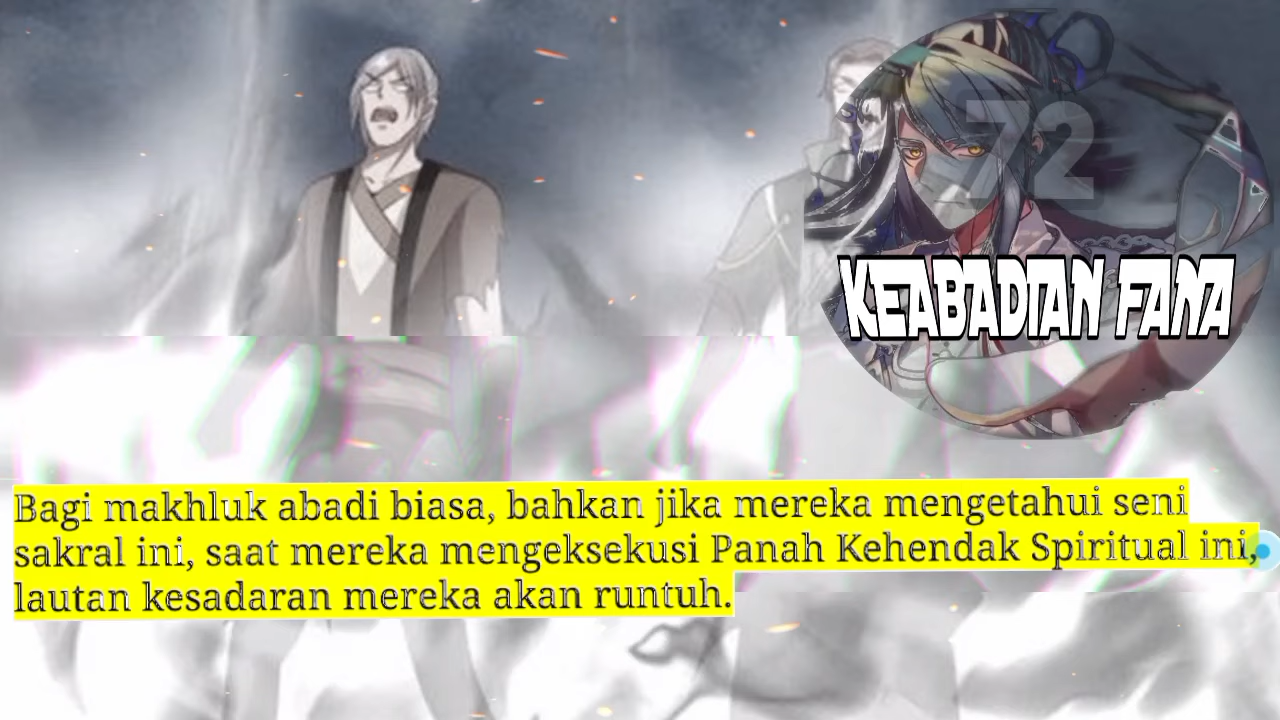 72
KEABADIAN FANA
Bagi makhluk abadi biasa, bahkan jika mereka mengetahui seni
sakral ini, saat mereka mengeksekusi Panah Kehendak Spiritual ini,
lautan kesadaran mereka akan runtuh.